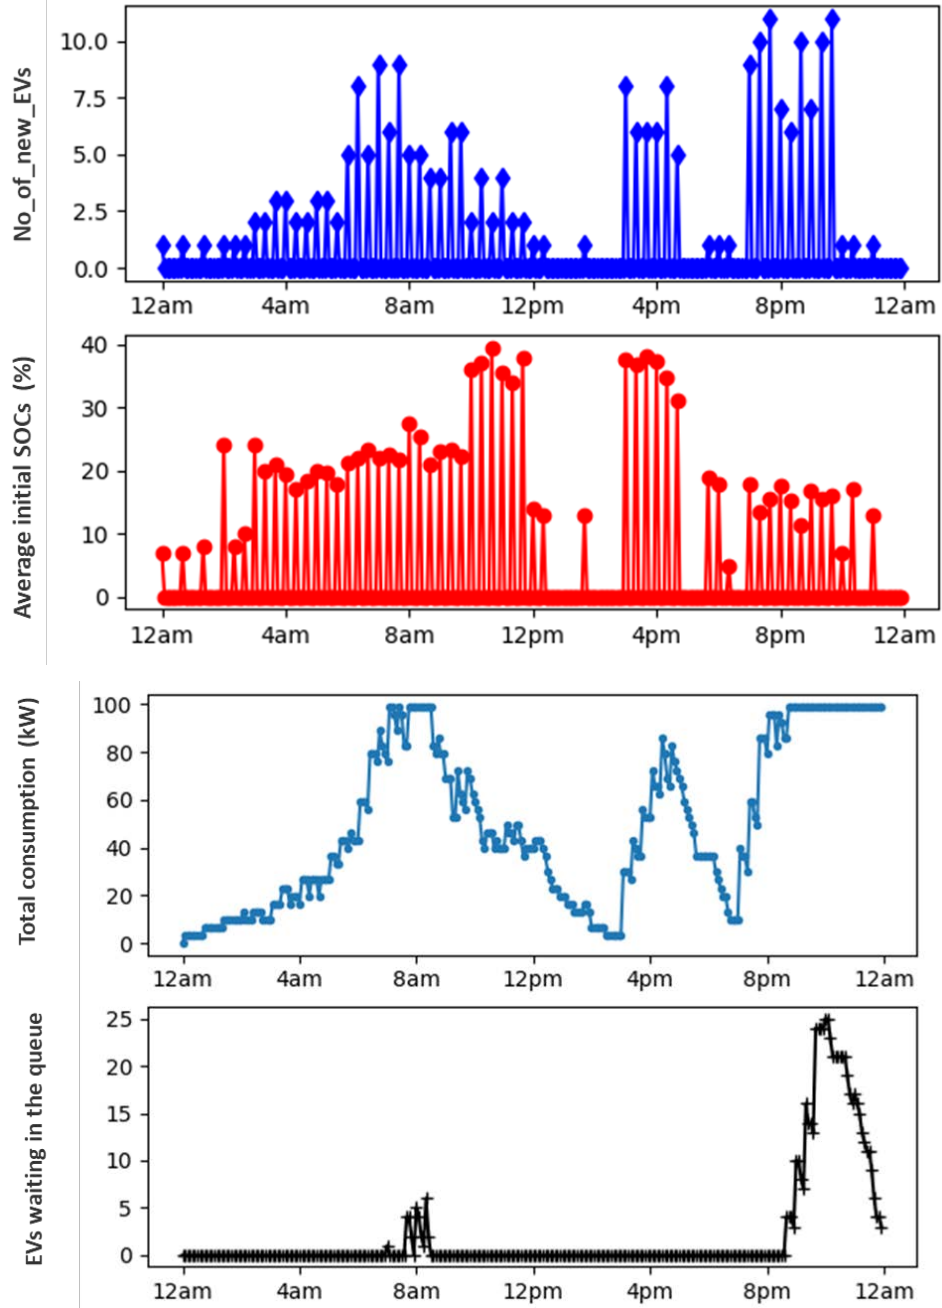 No_of_new_EVs
10.0
7.5
5.0
2.5
0.0
12am 4am 8am 12pm 4pm 8pm 12am
Average initial SOCs (%)
40
30
20
10
0
12am 4am 8am 12pm 4pm 8pm 12am
Total consumption (kW)
100
80
60
40
20
0
12am 4am 8am 12pm 4pm 8pm 12am
EVs waiting in the queue
25
20
15
10
5
0
12am 4am 8am 12pm 4pm 8pm 12am